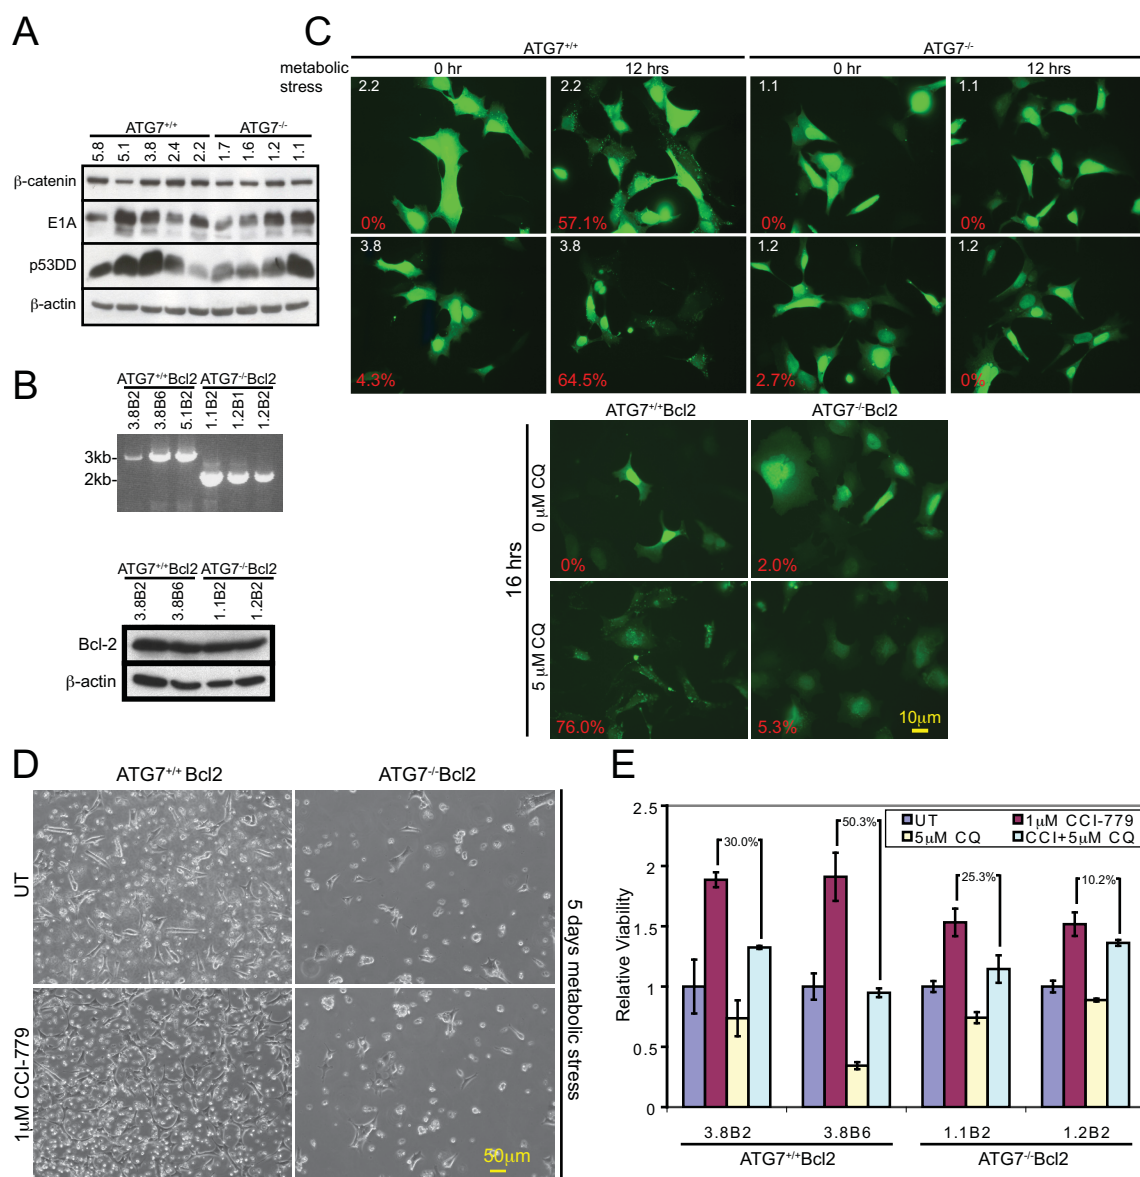 A
ATG7+/+ ATG7-/-
5.8 5.1 3.8 2.4 2.2 1.7 1.6 1.2 1.1
β-catenin
E1A
p53DD
β-actin
B
ATG7+/+Bcl2 ATG7-/-Bcl2
3.8B2 3.8B6 5.1B2 1.1B2 1.2B1 1.2B2
3kb-
2kb-
ATG7+/+Bcl2 ATG7-/-Bcl2
3.8B2 3.8B6 1.1B2 1.2B2
Bcl-2
β-actin
C
ATG7+/+ ATG7-/-
metabolic stress
0 hr 12 hrs 0 hr 12 hrs
2.2 2.2 1.1 1.1
0% 57.1% 0% 0%
3.8 3.8 1.2 1.2
4.3% 64.5% 2.7% 0%
ATG7+/+Bcl2 ATG7-/-Bcl2
16 hrs
0 μM CQ
0% 2.0%
5 μM CQ
76.0% 5.3%
10μm
D
ATG7+/+ Bcl2 ATG7-/-Bcl2
UT
1μM CCI-779
5 days metabolic stress
50μm
E
Relative Viability
2.5
2
1.5
1
0.5
0
UT 1μM CCI-779
5μM CQ CCI+5μM CQ
30.0% 50.3% 25.3% 10.2%
3.8B2 3.8B6 1.1B2 1.2B2
ATG7+/+Bcl2 ATG7-/-Bcl2